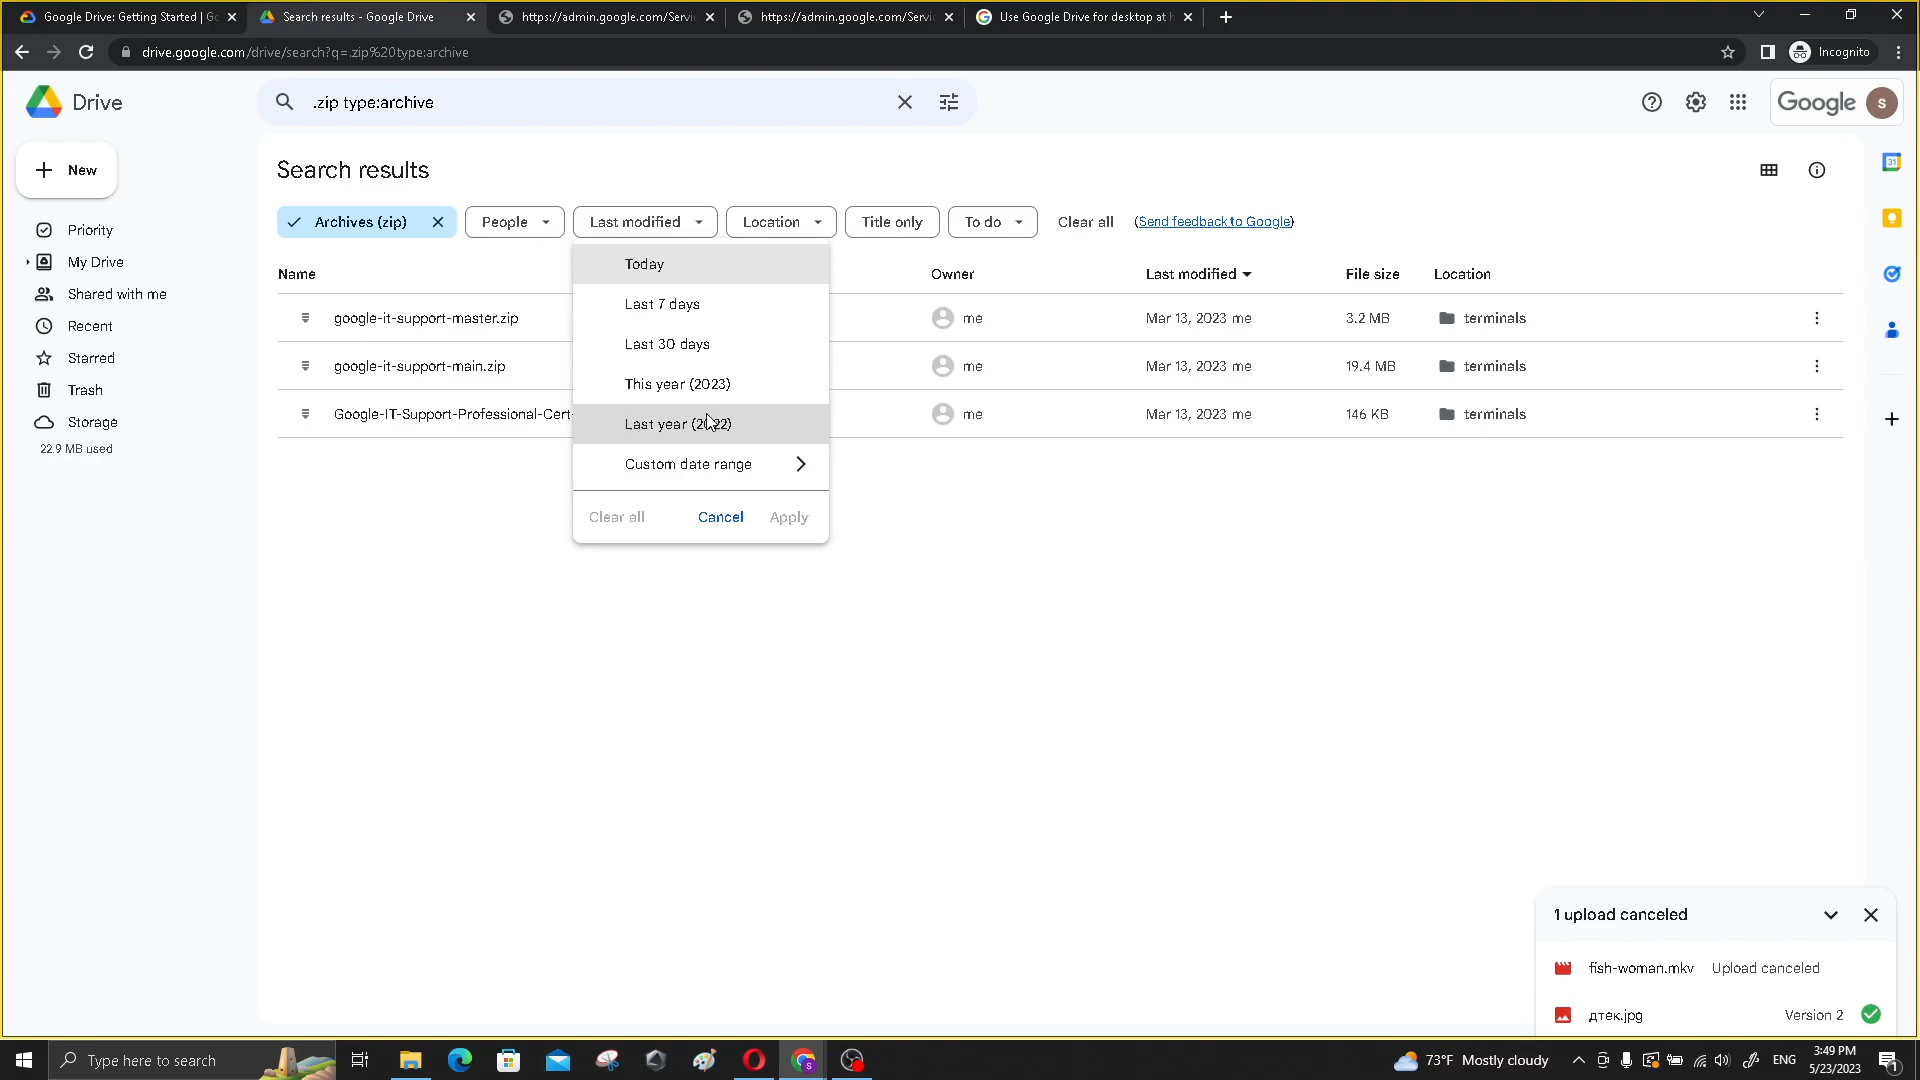 Google Drive: Getting Started | Go
Search results - Google Drive
https://admin.google.com/Servi
https://admin.google.com/Servic
Use Google Drive for desktop at h
drive.google.com/drive/search?q=.zip%20type:archive
Incognito
Drive
.zip type:archive
Google
s
New
Search results
Archives (zip)
People
Last modified
Location
Title only
To do
Clear all
(Send feedback to Google)
Priority
My Drive
Shared with me
Recent
Starred
Trash
Storage
22.9 MB used
Name
Owner
Last modified
File size
Location
google-it-support-master.zip
me
Mar 13, 2023 me
3.2 MB
terminals
google-it-support-main.zip
me
Mar 13, 2023 me
19.4 MB
terminals
Google-IT-Support-Professional-Cert-
me
Mar 13, 2023 me
146 KB
terminals
Today
Last 7 days
Last 30 days
This year (2023)
Last year (2022)
Custom date range
Clear all
Cancel
Apply
31
1 upload canceled
fish-woman.mkv
Upload canceled
дтек.jpg
Version 2
Type here to search
73°F Mostly cloudy
ENG
3:49 PM
5/23/2023
1